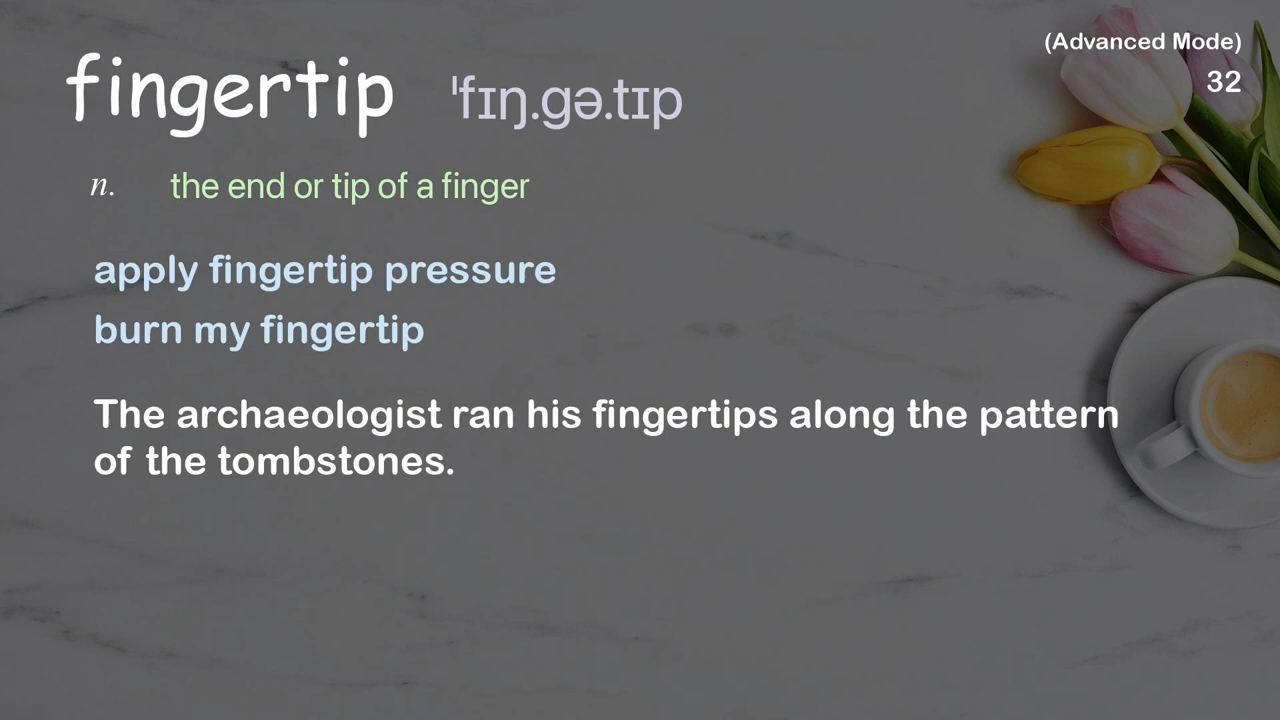 (Advanced Mode)
fingertip ˈfɪŋ.gə.tɪp
32
n. the end or tip of a finger
apply fingertip pressure
burn my fingertip
The archaeologist ran his fingertips along the pattern
of the tombstones.